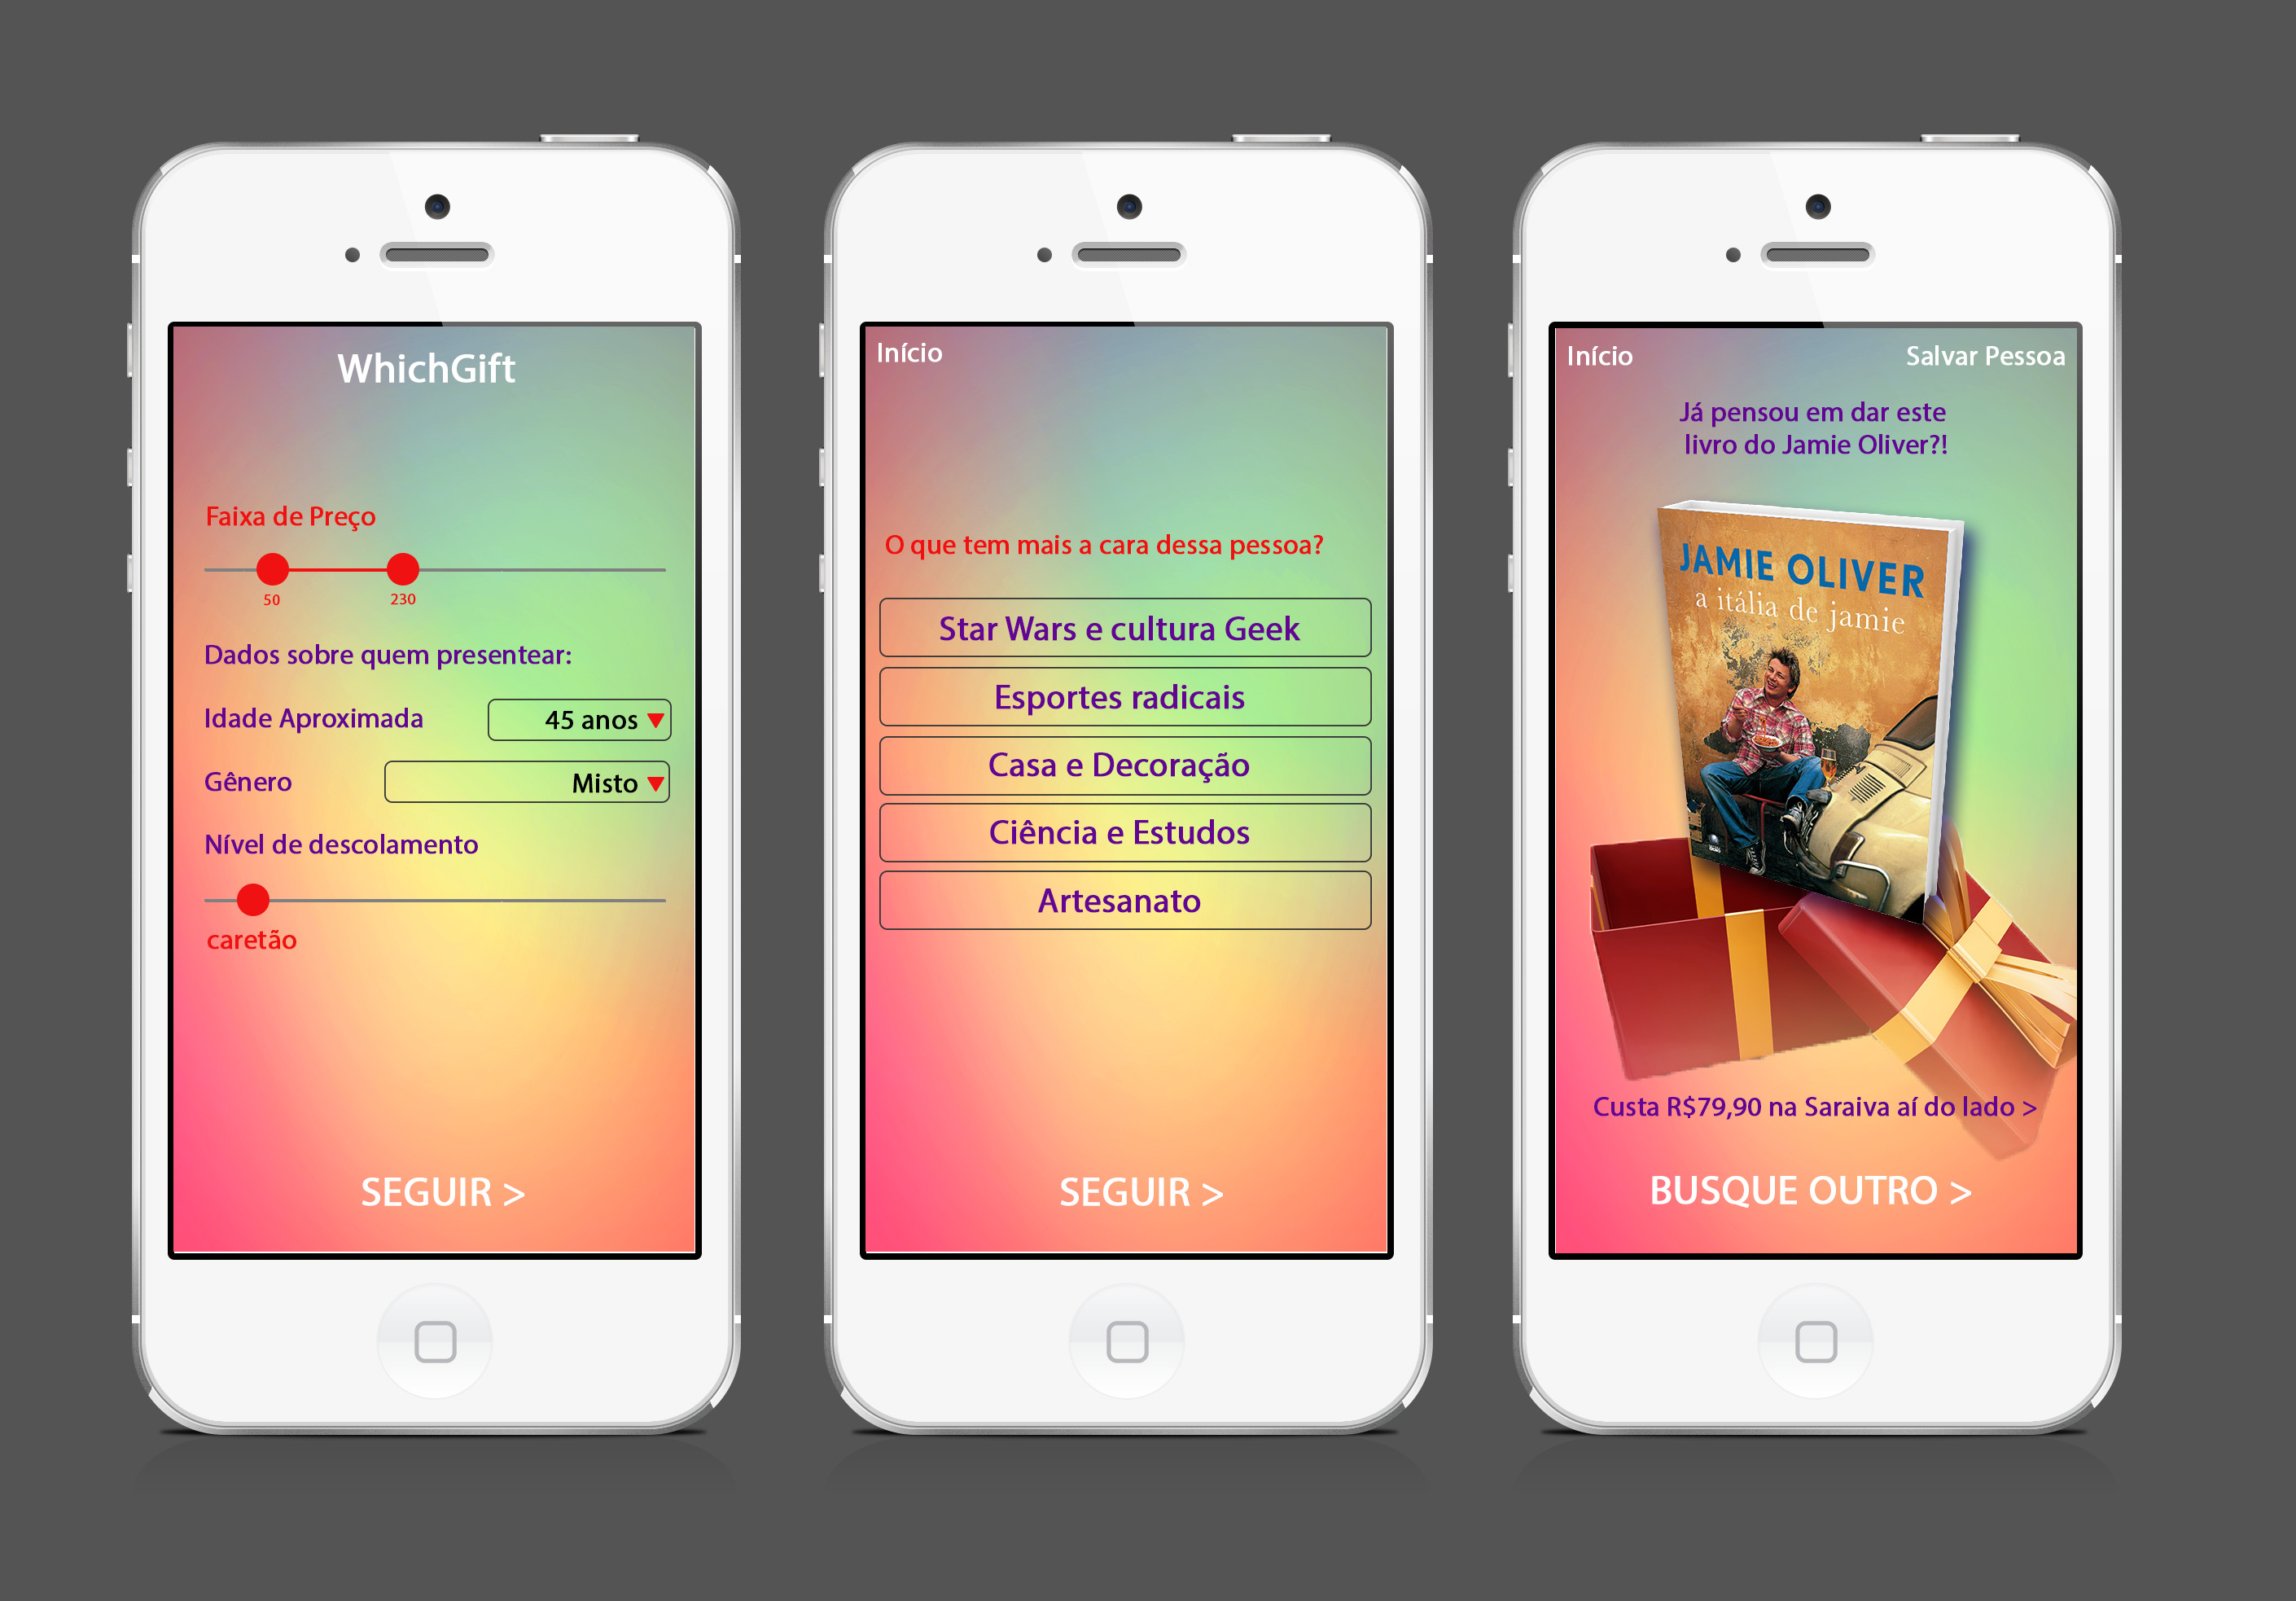 WhichGift
Faixa de Preço
50
230
Dados sobre quem presentear:
Idade Aproximada
45 anos
Gênero
Misto
Nível de descolamento
caretão
SEGUIR >
Início
O que tem mais a cara dessa pessoa?
Star Wars e cultura Geek
Esportes radicais
Casa e Decoração
Ciência e Estudos
Artesanato
SEGUIR >
Início
Salvar Pessoa
Já pensou em dar este
livro do Jamie Oliver?!
JAMIE OLIVER
a itália de jamie
Custa R$79,90 na Saraiva aí do lado >
BUSQUE OUTRO >